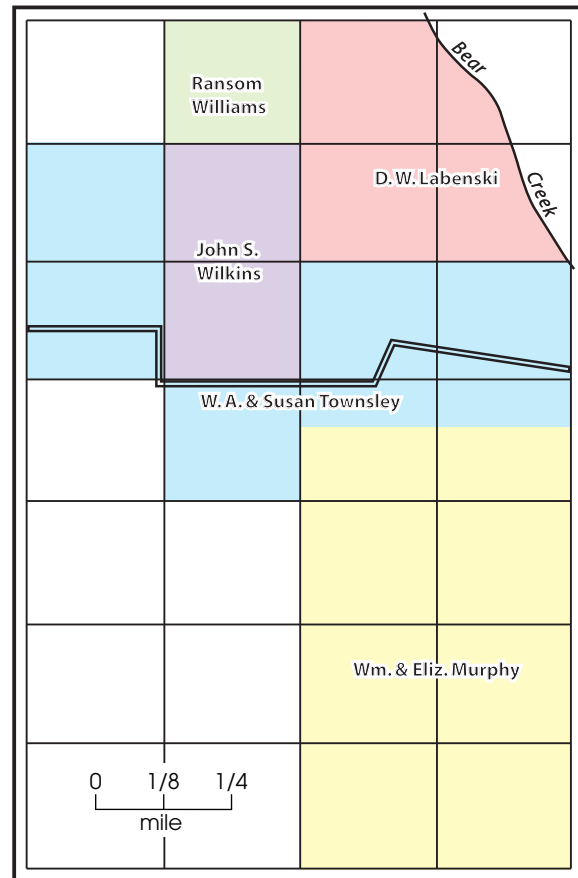 Bear
Creek
Ransom
Williams
D. W. Labenski
John S.
Wilkins
W. A. & Susan Townsley
Wm. & Eliz. Murphy
0 1/8 1/4
mile